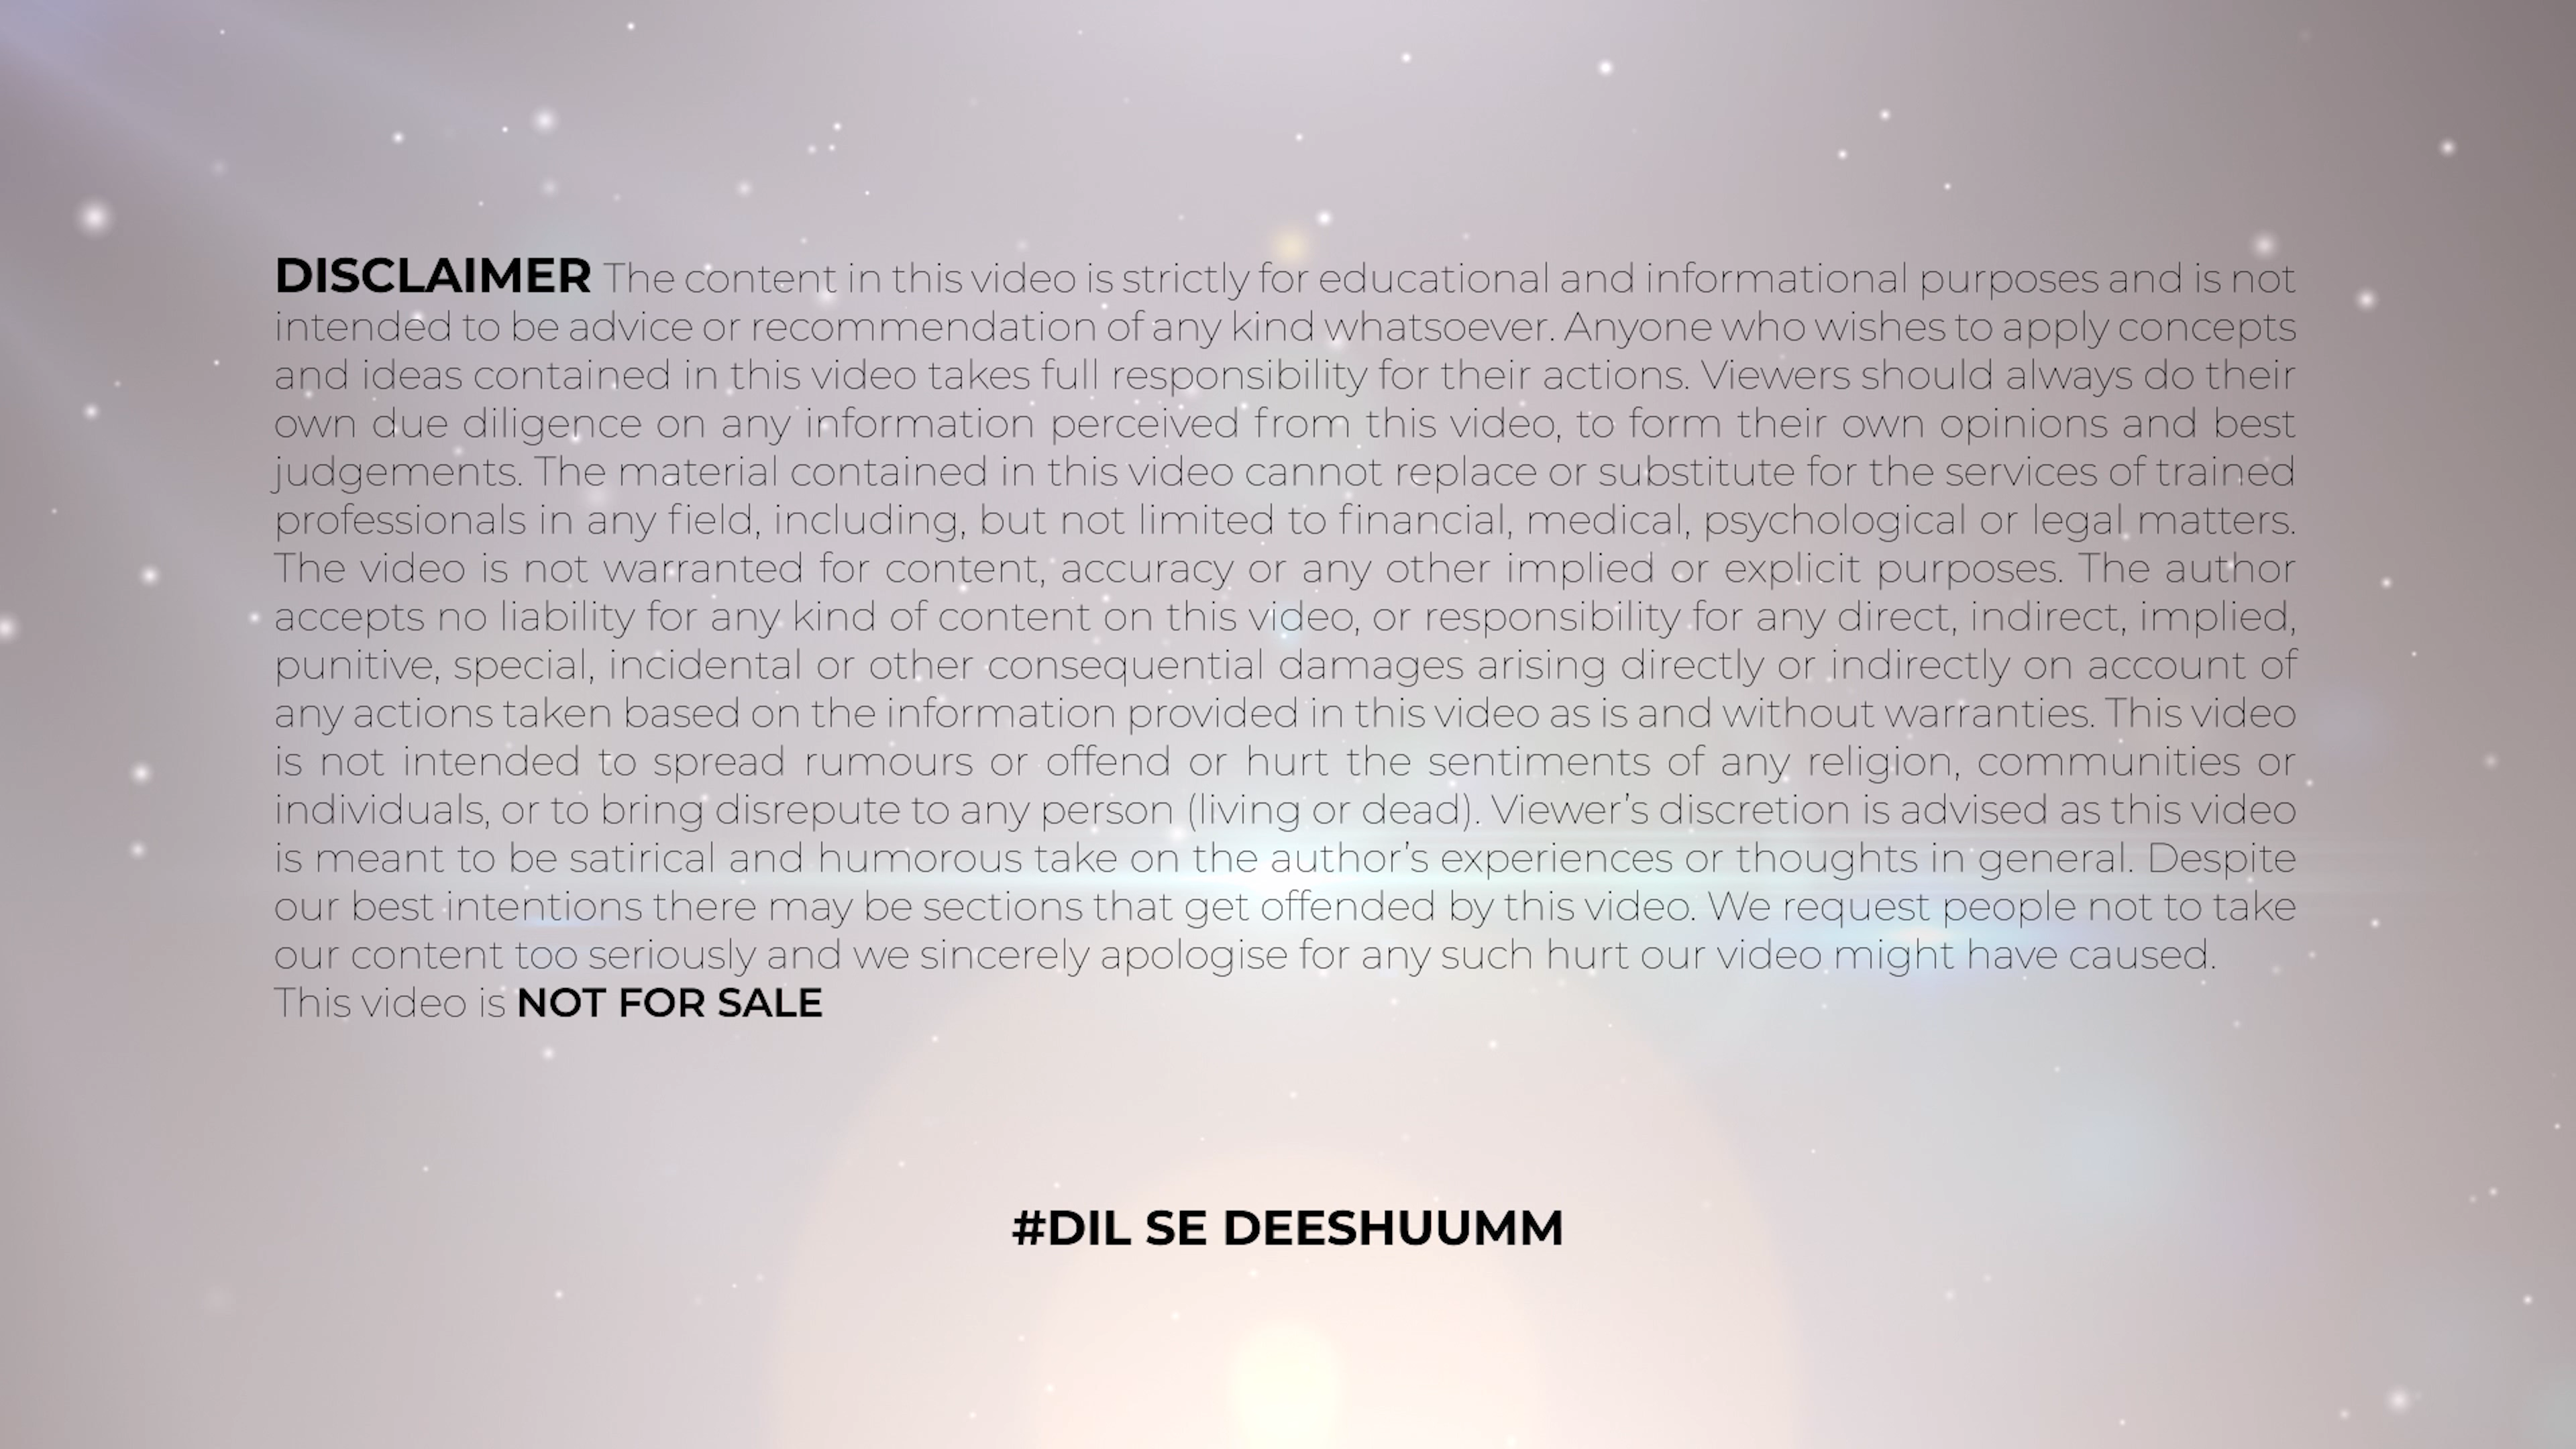 DISCLAIMER The content in this video is strictly for educational and informational purposes and is not
intended to be advice or recommendation of any kind whatsoever. Anyone who wishes to apply concepts
and ideas contained in this video takes full responsibility for their actions. Viewers should always do their
own due diligence on any information perceived from this video, to form their own opinions and best
judgements. The material contained in this video cannot replace or substitute for the services of trained
professionals in any field, including, but not limited to financial, medical, psychological or legal matters.
The video is not warranted for content, accuracy or any other implied or explicit purposes. The author
accepts no liability for any kind of content on this video, or responsibility for any direct, indirect, implied,
punitive, special, incidental or other consequential damages arising directly or indirectly on account of
any actions taken based on the information provided in this video as is and without warranties. This video
is not intended to spread rumours or offend or hurt the sentiments of any religion, communities or
individuals, or to bring disrepute to any person (living or dead). Viewer’s discretion is advised as this video
is meant to be satirical and humorous take on the author’s experiences or thoughts in general. Despite
our best intentions there may be sections that get offended by this video. We request people not to take
our content too seriously and we sincerely apologise for any such hurt our video might have caused.
This video is NOT FOR SALE
#DIL SE DEESHUUMM